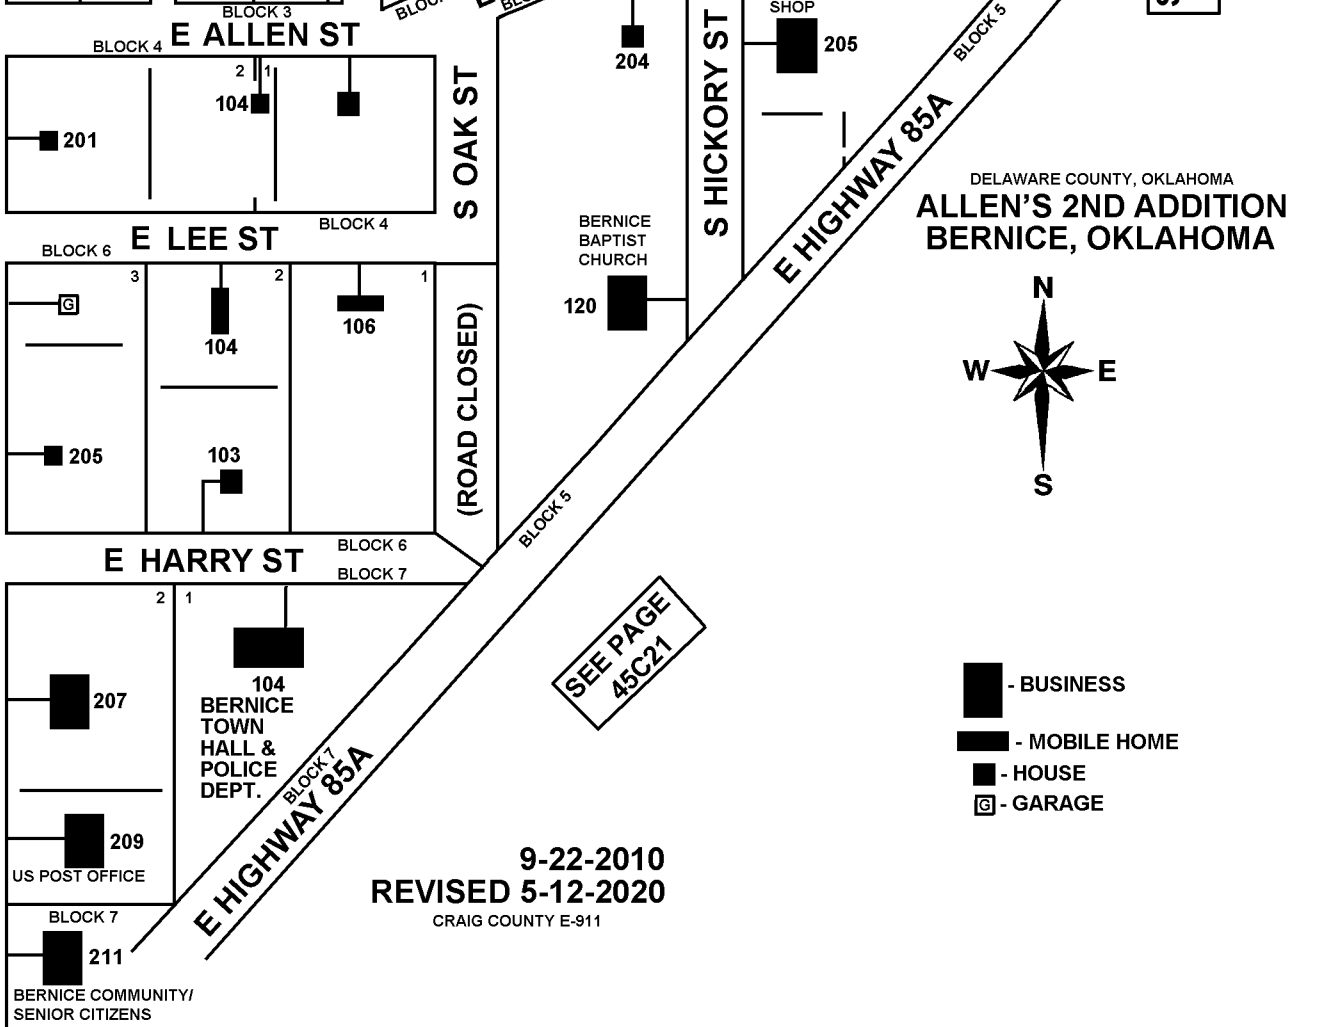 BLOCK 3
E ALLEN ST
BLOCK 4
2
1
104
201
BLOCK 4
S OAK ST
204
S HICKORY ST
SHOP
205
BLOCK 5
E HIGHWAY 85A
DELAWARE COUNTY, OKLAHOMA
ALLEN'S 2ND ADDITION
BERNICE, OKLAHOMA
E LEE ST
BLOCK 6
3
2
1
G
104
106
205
103
(ROAD CLOSED)
BERNICE
BAPTIST
CHURCH
120
N
W
E
S
BLOCK 5
E HARRY ST
BLOCK 6
BLOCK 7
2
1
207
104
BERNICE
TOWN
HALL &
POLICE
DEPT.
BLOCK 7
E HIGHWAY 85A
SEE PAGE
45C21
- BUSINESS
- MOBILE HOME
- HOUSE
G - GARAGE
209
US POST OFFICE
BLOCK 7
211
BERNICE COMMUNITY/
SENIOR CITIZENS
9-22-2010
REVISED 5-12-2020
CRAIG COUNTY E-911